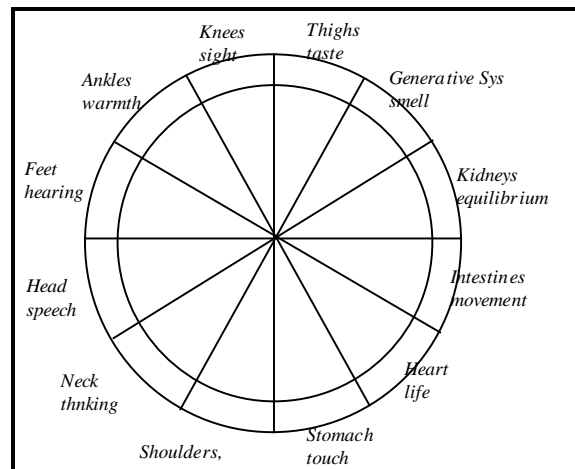 Knees
sight
Thighs
taste
Generative Sys
smell
Kidneys
equilibrium
Intestines
movement
Heart
life
Stomach
touch
Shoulders,
Neck
thnking
Head
speech
Feet
hearing
Ankles
warmth